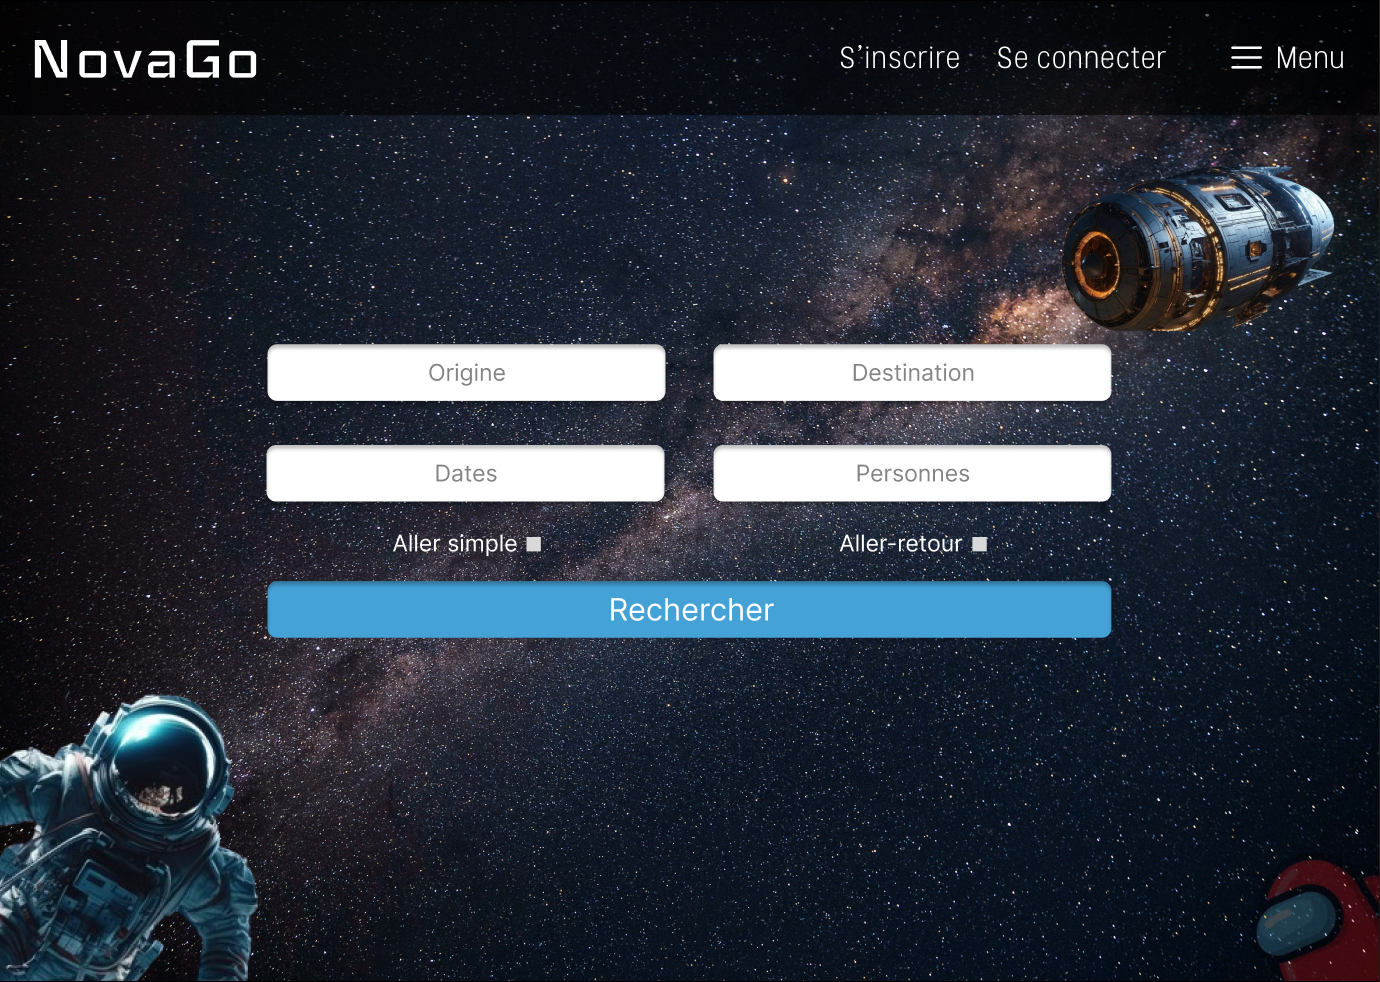 NovaGo
S’inscrire Se connecter Menu
Origine Destination
Dates Personnes
Aller simple Aller-retour
Rechercher